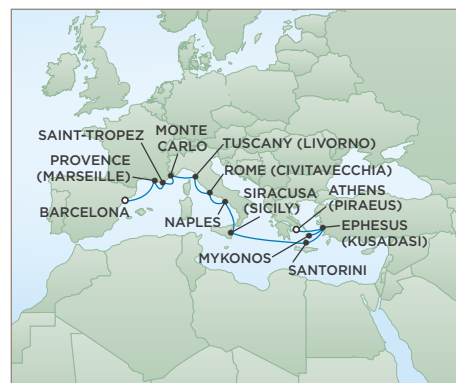 SAINT-TROPEZ
MONTE
CARLO
TUSCANY (LIVORNO)
PROVENCE
(MARSEILLE)
ROME (CIVITAVECCHIA)
SIRACUSA
(SICILY)
ATHENS
(PIRAEUS)
BARCELONA
NAPLES
EPHESUS
(KUSADASI)
MYKONOS
SANTORINI